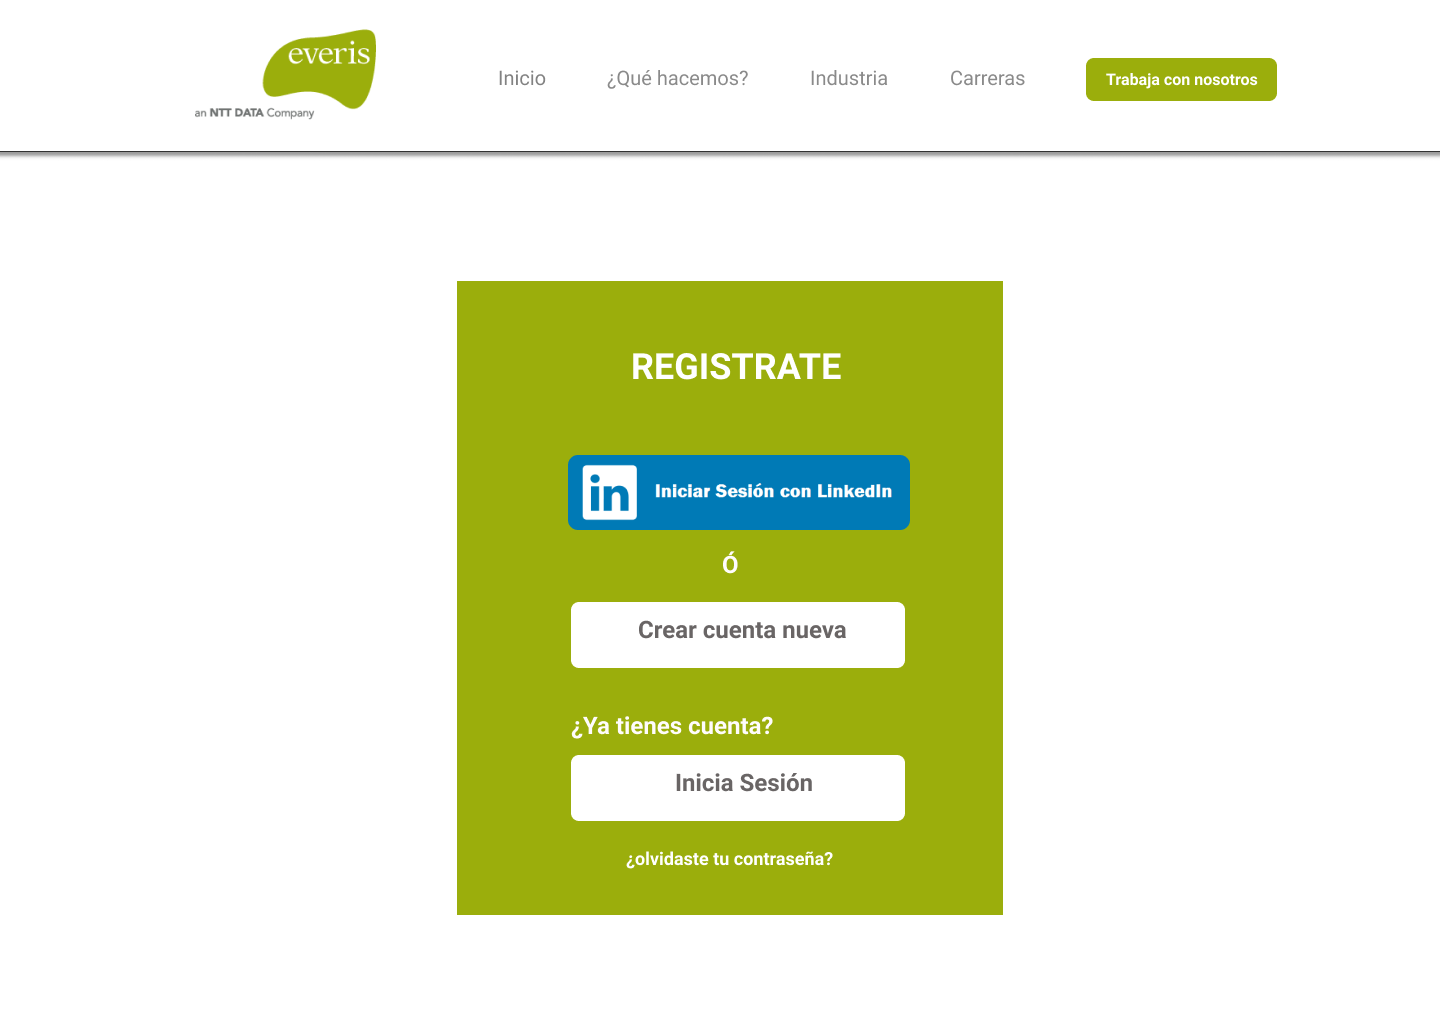 everis
an NTT DATA Company
Inicio
¿Qué hacemos?
Industria
Carreras
Trabaja con nosotros
REGISTRATE
in
Iniciar Sesión con LinkedIn
Ó
Crear cuenta nueva
¿Ya tienes cuenta?
Inicia Sesión
¿olvidaste tu contraseña?